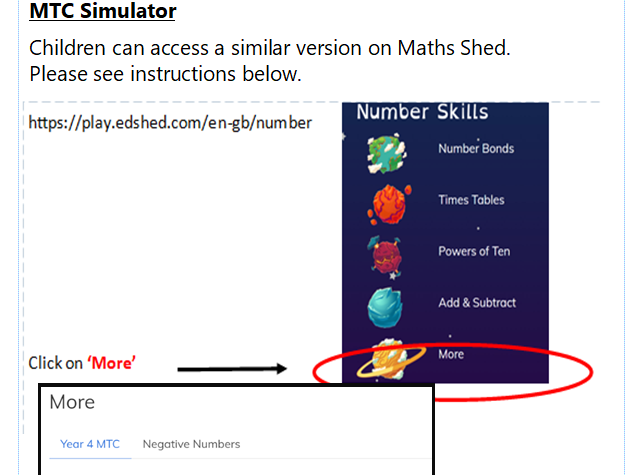 MTC Simulator
Children can access a similar version on Maths Shed.
Please see instructions below.
https://play.edshed.com/en-gb/number
Number Skills
Number Bonds
Times Tables
Powers of Ten
Add & Subtract
More
Click on ‘More’
More
Year 4 MTC Negative Numbers